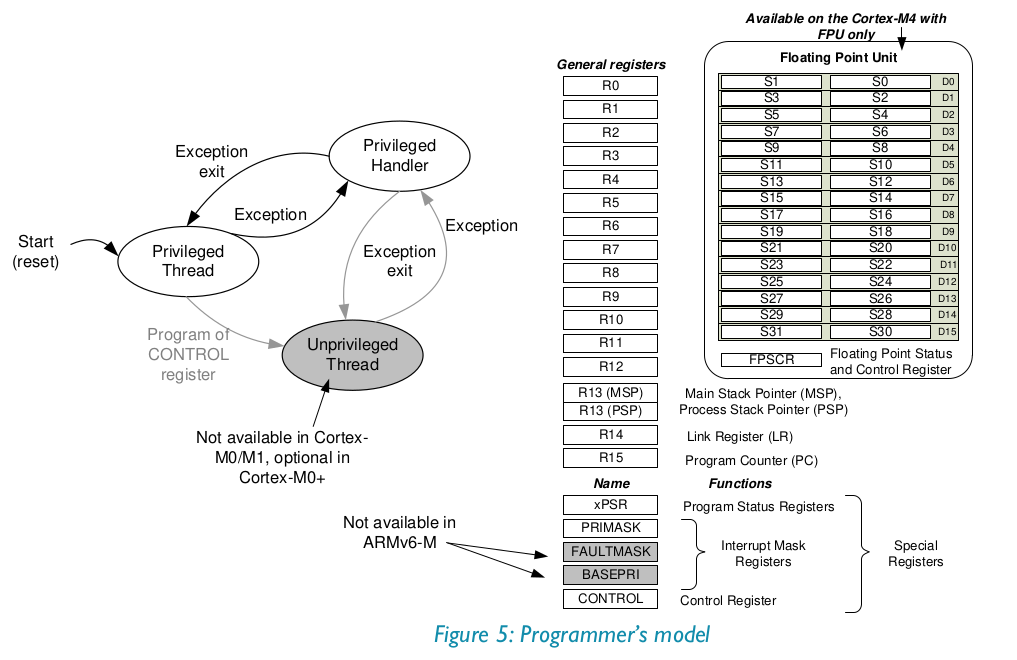 Available on the Cortex-M4 with
FPU only
Floating Point Unit
S1 S0 D0
S3 S2 D1
S5 S4 D2
S7 S6 D3
S9 S8 D4
S11 S10 D5
S13 S12 D6
S15 S14 D7
S17 S16 D8
S19 S18 D9
S21 S20 D10
S23 S22 D11
S25 S24 D12
S27 S26 D13
S29 S28 D14
S31 S30 D15
FPSCR
Floating Point Status
and Control Register
Privileged
Handler
Exception
exit
Exception
Start
(reset)
Privileged
Thread
Exception
Exception
exit
Program of
CONTROL
register
Unprivileged
Thread
Not available in Cortex-
M0/M1, optional in
Cortex-M0+
General registers
R0
R1
R2
R3
R4
R5
R6
R7
R8
R9
R10
R11
R12
R13 (MSP)
R13 (PSP)
Main Stack Pointer (MSP),
Process Stack Pointer (PSP)
R14
Link Register (LR)
R15
Program Counter (PC)
Name
Functions
xPSR
Program Status Registers
PRIMASK
FAULTMASK
BASEPRI
Interrupt Mask
Registers
CONTROL
Control Register
Special
Registers
Not available in
ARMv6-M
Figure 5: Programmer's model